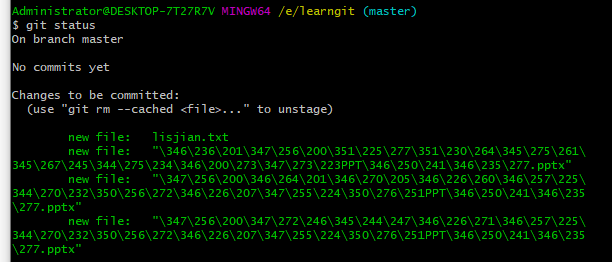 Administrator@DESKTOP-7T27R7V MINGW64 /e/learngit (master)
$ git status
On branch master
No commits yet
Changes to be committed:
(use "git rm --cached <file>..." to unstage)
new file: lisjian.txt
new file: "\346\236\201\347\256\200\351\225\277\351\230\264\345\275\261\
345\267\245\344\275\234\346\200\273\347\273\223PPT\346\250\241\346\235\277.pptx"
new file: "\347\256\200\346\264\201\346\270\205\346\226\260\346\257\225\
344\270\232\350\256\272\346\226\207\347\255\224\350\276\251PPT\346\250\241\346\235
\277.pptx"
new file: "\347\256\200\347\272\246\345\244\247\346\226\271\346\257\225\
344\270\232\350\256\272\346\226\207\347\255\224\350\276\251PPT\346\250\241\346\235
\277.pptx"